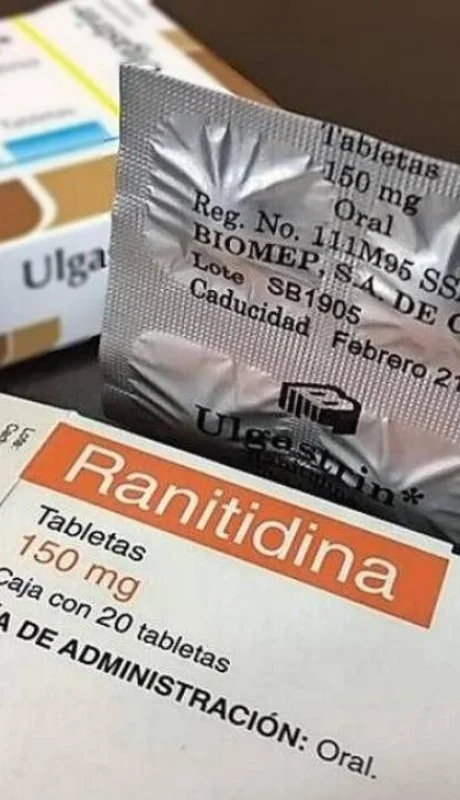 Tabletas
Ulga
Tabletas
150 mg
Oral
Reg. No. 111M95 SS
BIOMEP, S.A. DE C
Lote SB1905
Caducidad Febrero 21
Ulgastrin*
Ranitidina
Tabletas
150 mg
Caja con 20 tabletas
A DE ADMINISTRACIÓN: Oral.